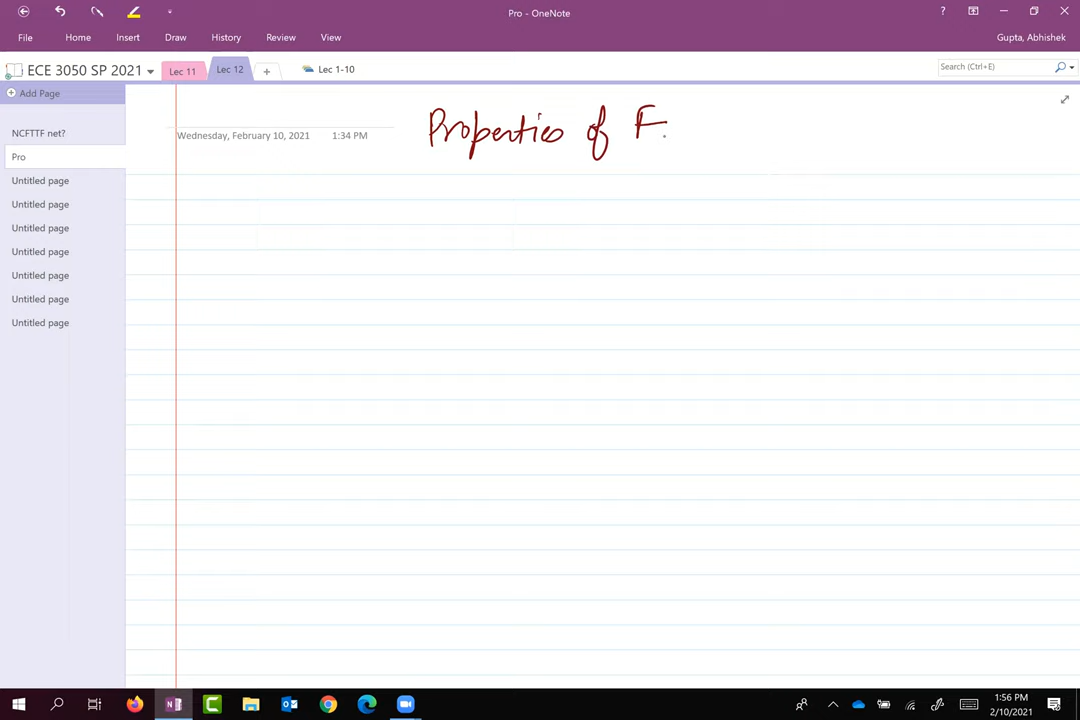 Pro - OneNote
File Home Insert Draw History Review View
Gupta, Abhishek
ECE 3050 SP 2021 Lec 11 Lec 12 Lec 1-10
Search (Ctrl+E)
Add Page
Properties of F
Wednesday, February 10, 2021 1:34 PM
NCFTTF net?
Pro
Untitled page
Untitled page
Untitled page
Untitled page
Untitled page
Untitled page
Untitled page
1:56 PM
2/10/2021